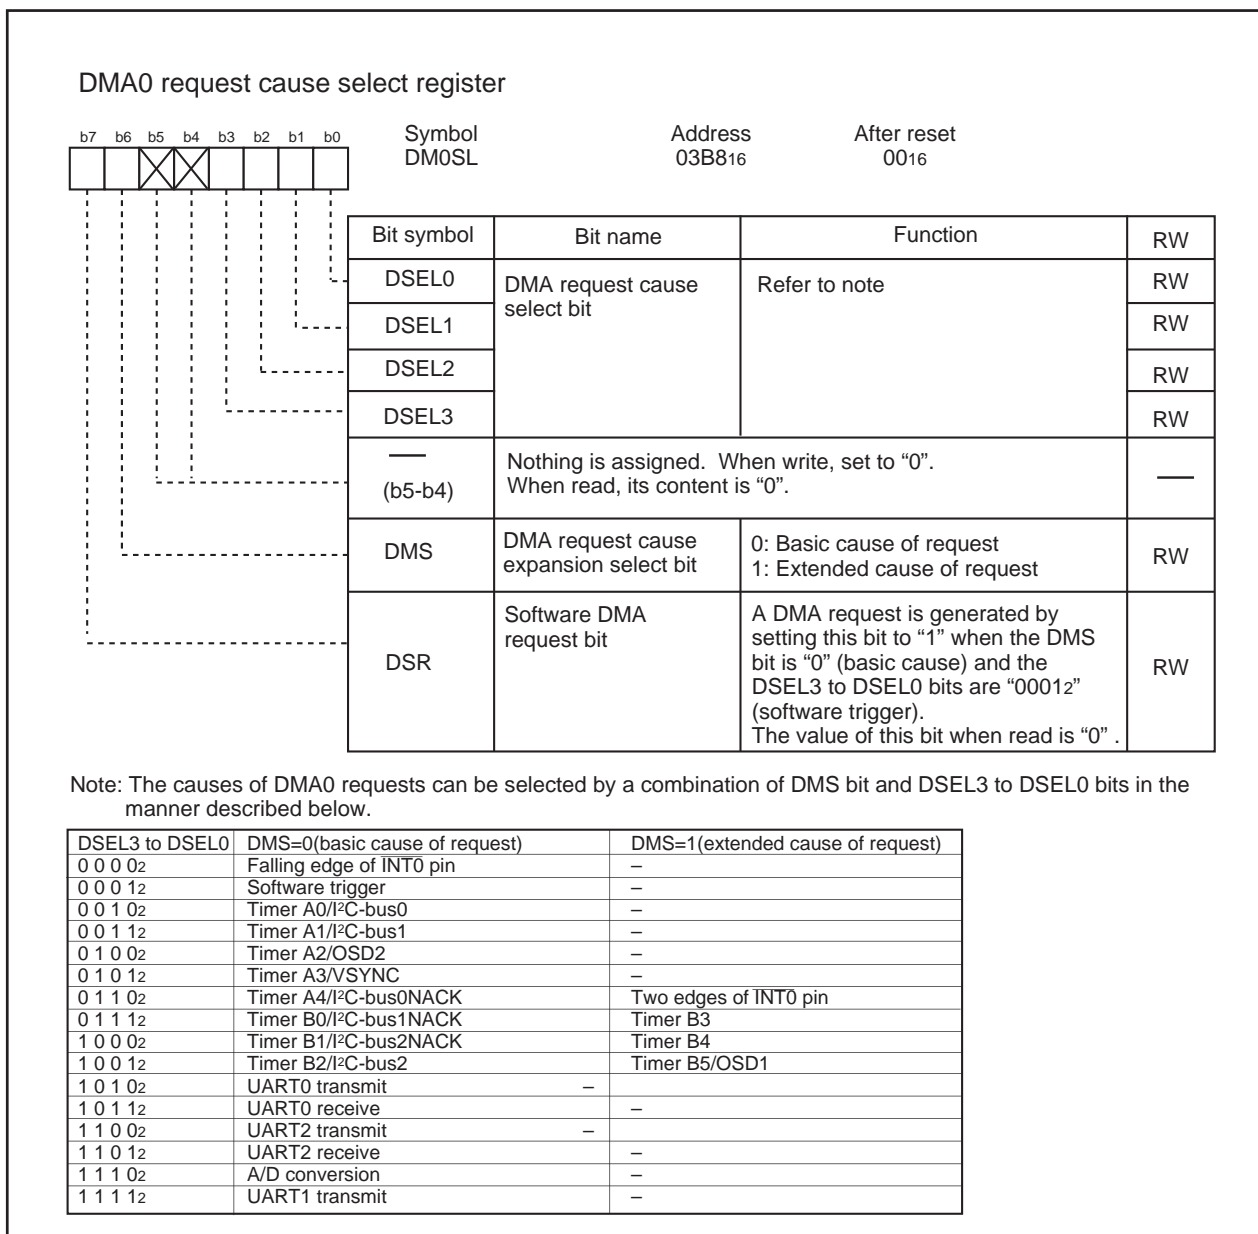 DMA0 request cause select register
b7 b6 b5 b4 b3 b2 b1 b0
Symbol Address After reset
DM0SL 03B816 0016
Bit symbol Bit name Function RW
DSEL0 DMA request cause select bit Refer to note RW
DSEL1 RW
DSEL2 RW
DSEL3 RW
— (b5-b4) Nothing is assigned. When write, set to “0”. —
When read, its content is “0”.
DMS DMA request cause expansion select bit 0: Basic cause of request RW
1: Extended cause of request
DSR Software DMA request bit A DMA request is generated by RW
setting this bit to “1” when the DMS
bit is “0” (basic cause) and the
DSEL3 to DSEL0 bits are “00012”
(software trigger).
The value of this bit when read is “0” .
Note: The causes of DMA0 requests can be selected by a combination of DMS bit and DSEL3 to DSEL0 bits in the
manner described below.
DSEL3 to DSEL0 DMS=0(basic cause of request) DMS=1(extended cause of request)
0 0 0 02 Falling edge of INT0 pin –
0 0 0 12 Software trigger –
0 0 1 02 Timer A0/I2C-bus0 –
0 0 1 12 Timer A1/I2C-bus1 –
0 1 0 02 Timer A2/OSD2 –
0 1 0 12 Timer A3/VSYNC –
0 1 1 02 Timer A4/I2C-bus0NACK Two edges of INT0 pin
0 1 1 12 Timer B0/I2C-bus1NACK Timer B3
1 0 0 02 Timer B1/I2C-bus2NACK Timer B4
1 0 0 12 Timer B2/I2C-bus2 Timer B5/OSD1
1 0 1 02 UART0 transmit –
1 0 1 12 UART0 receive –
1 1 0 02 UART2 transmit –
1 1 0 12 UART2 receive –
1 1 1 02 A/D conversion –
1 1 1 12 UART1 transmit –